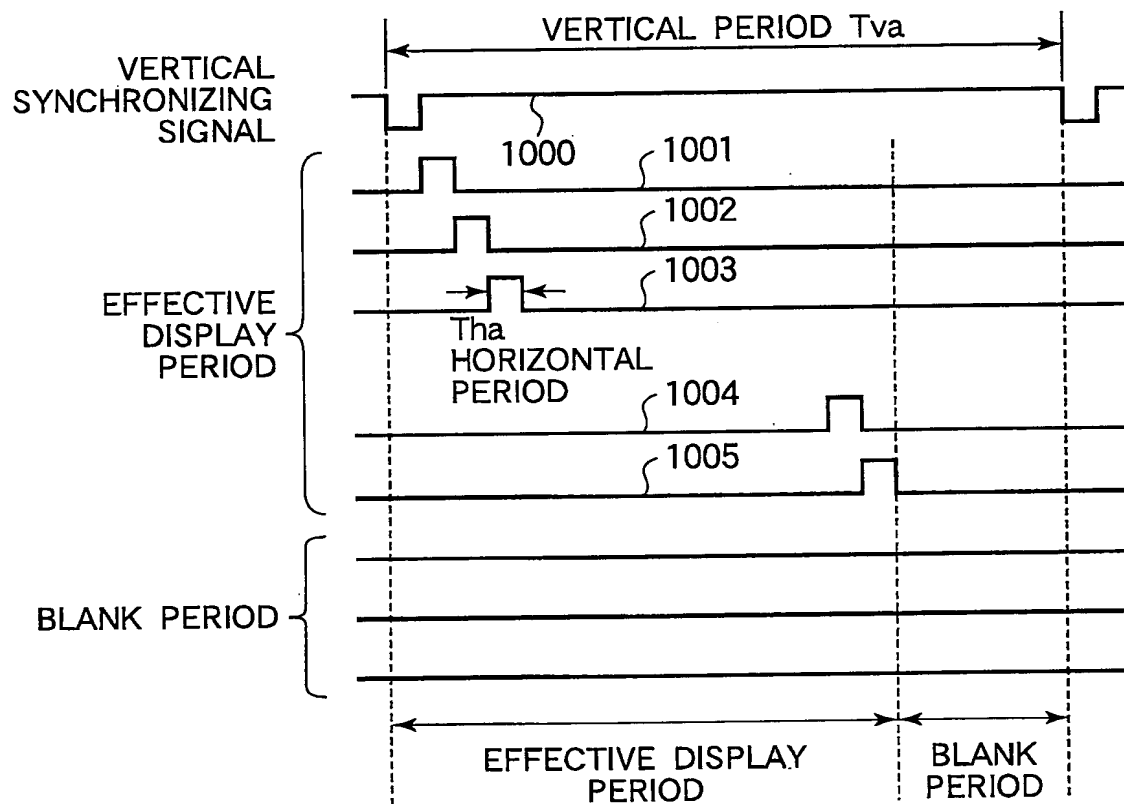 VERTICAL PERIOD Tva
VERTICAL
SYNCHRONIZING
SIGNAL
1000
1001
1002
1003
EFFECTIVE
DISPLAY
PERIOD
Tha
HORIZONTAL
PERIOD
1004
1005
BLANK PERIOD
EFFECTIVE DISPLAY
PERIOD
BLANK
PERIOD